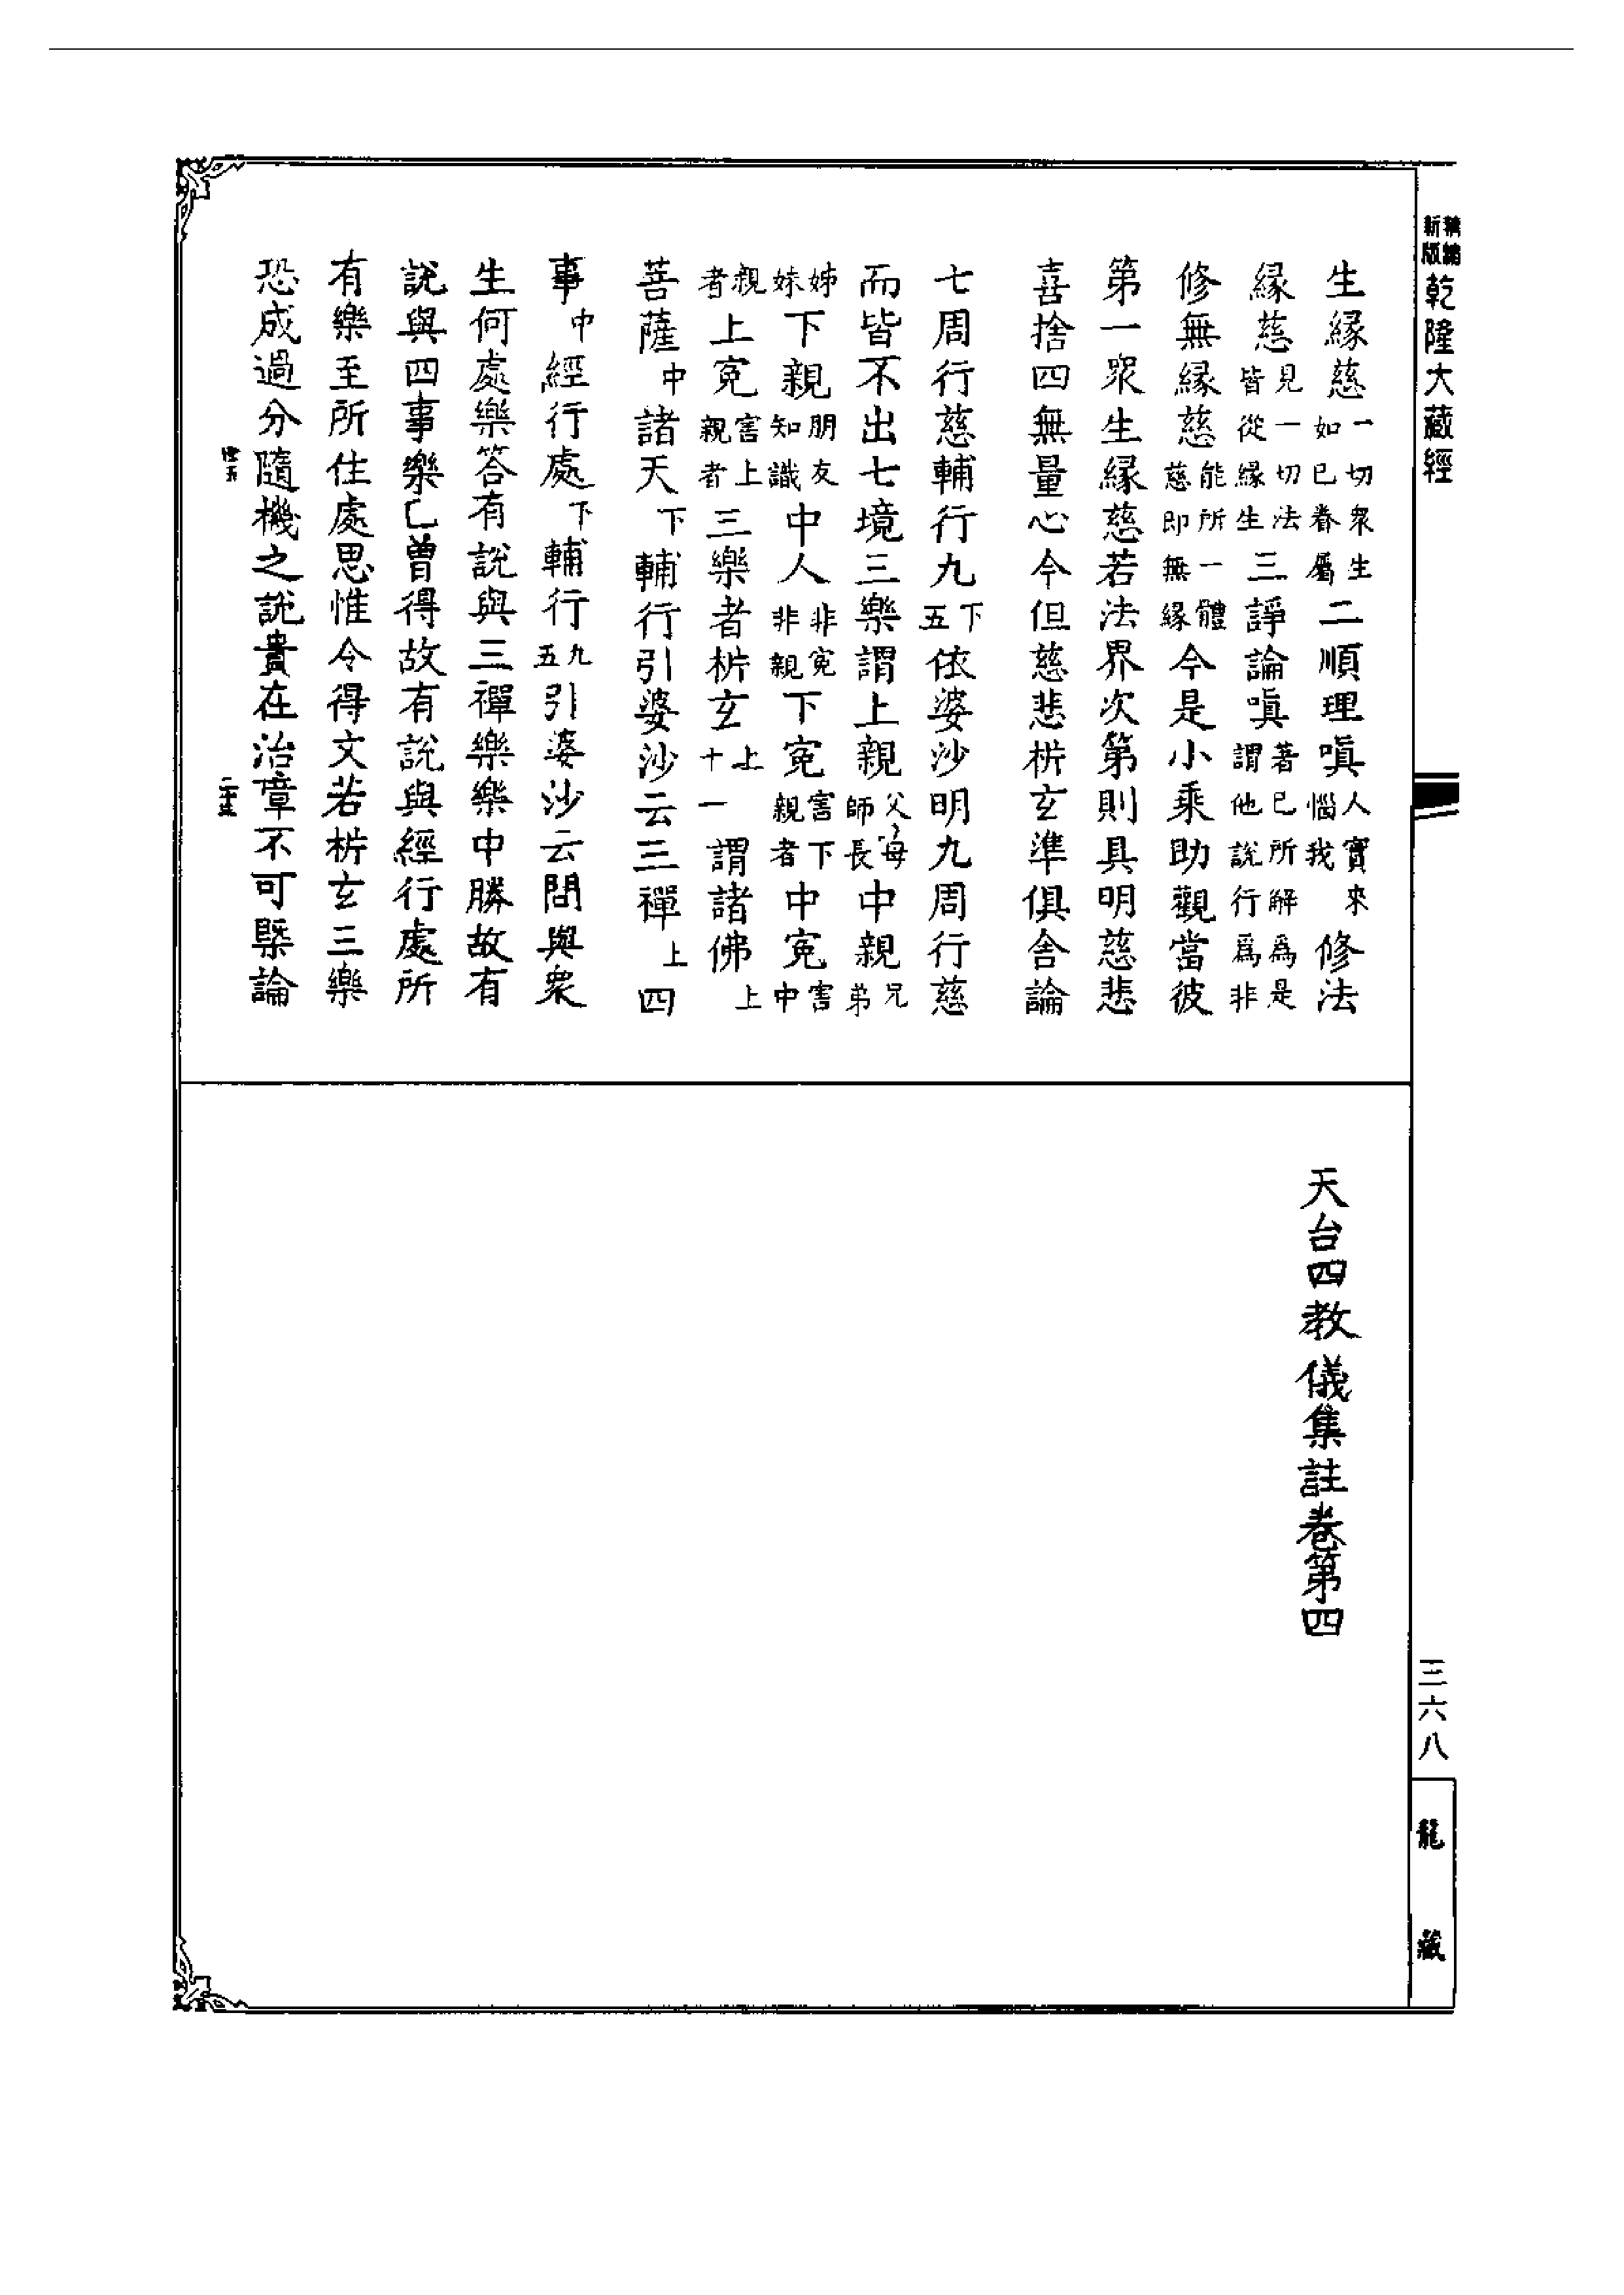 新編
新版
乾隆大藏經
生緣慈一切衆生如已眷屬二順理嗔人實來惱我修法
緣慈見一切法皆從緣生三諍論嗔著已所解爲是謂他說行爲非
修無緣慈能所一體慈即無緣今是小乘助觀當彼
第一衆生緣慈若法界次第則具明慈悲
喜捨四無量心今但慈悲析玄準俱舍論
七周行慈輔行九下五依婆沙明九周行慈
而皆不出七境三樂謂上親父母師長中親兄弟
姊妹下親朋友知識中人非寃非親下寃害下親者中寃害中
親者上寃害上親者三樂者析玄上十一謂諸佛上
菩薩中諸天下輔行引婆沙云三禪上四
事中經行處下輔行九五引婆沙云問與衆
生何處樂答有說與三禪樂樂中勝故有
說與四事樂已曾得故有說與經行處所
有樂至所住處思惟令得文若析玄三樂
恐成過分隨機之說貴在治障不可槩論
天台四教儀集註卷第四
三六八
龍藏